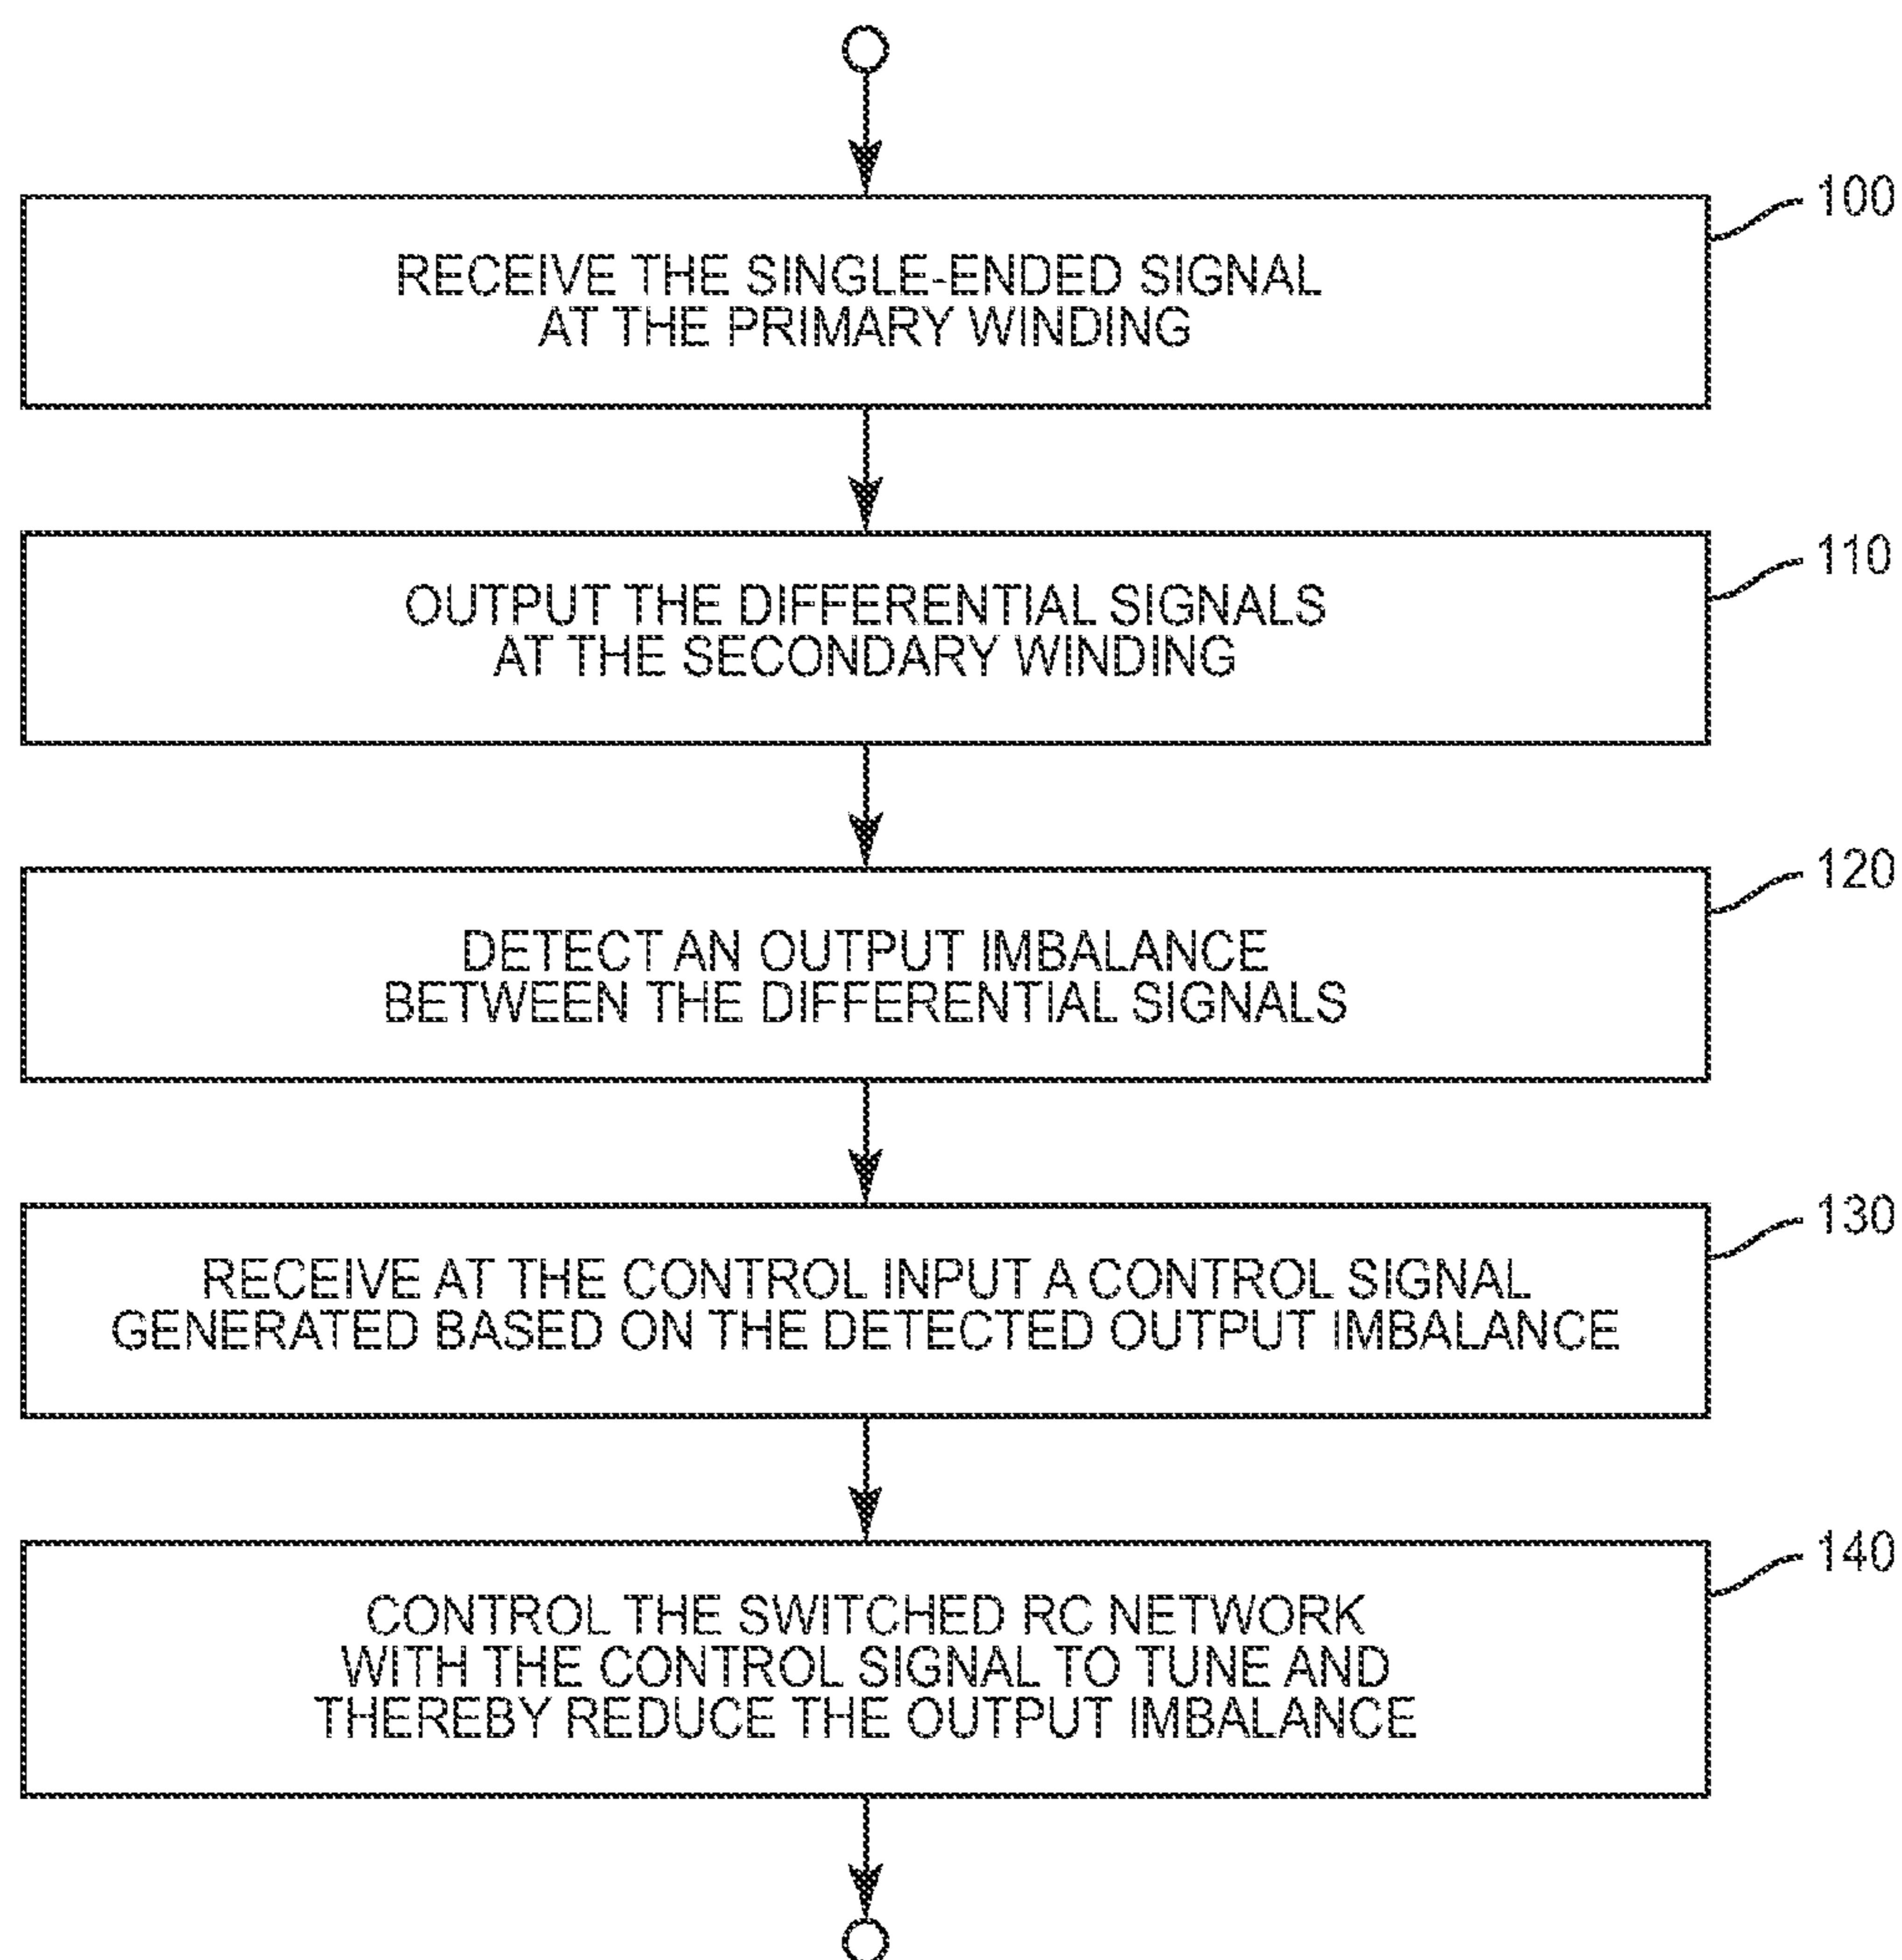 100
RECEIVE THE SINGLE-ENDED SIGNAL
AT THE PRIMARY WINDING
110
OUTPUT THE DIFFERENTIAL SIGNALS
AT THE SECONDARY WINDING
120
DETECT AN OUTPUT IMBALANCE
BETWEEN THE DIFFERENTIAL SIGNALS
130
RECEIVE AT THE CONTROL INPUT A CONTROL SIGNAL
GENERATED BASED ON THE DETECTED OUTPUT IMBALANCE
140
CONTROL THE SWITCHED RC NETWORK
WITH THE CONTROL SIGNAL TO TUNE AND
THEREBY REDUCE THE OUTPUT IMBALANCE